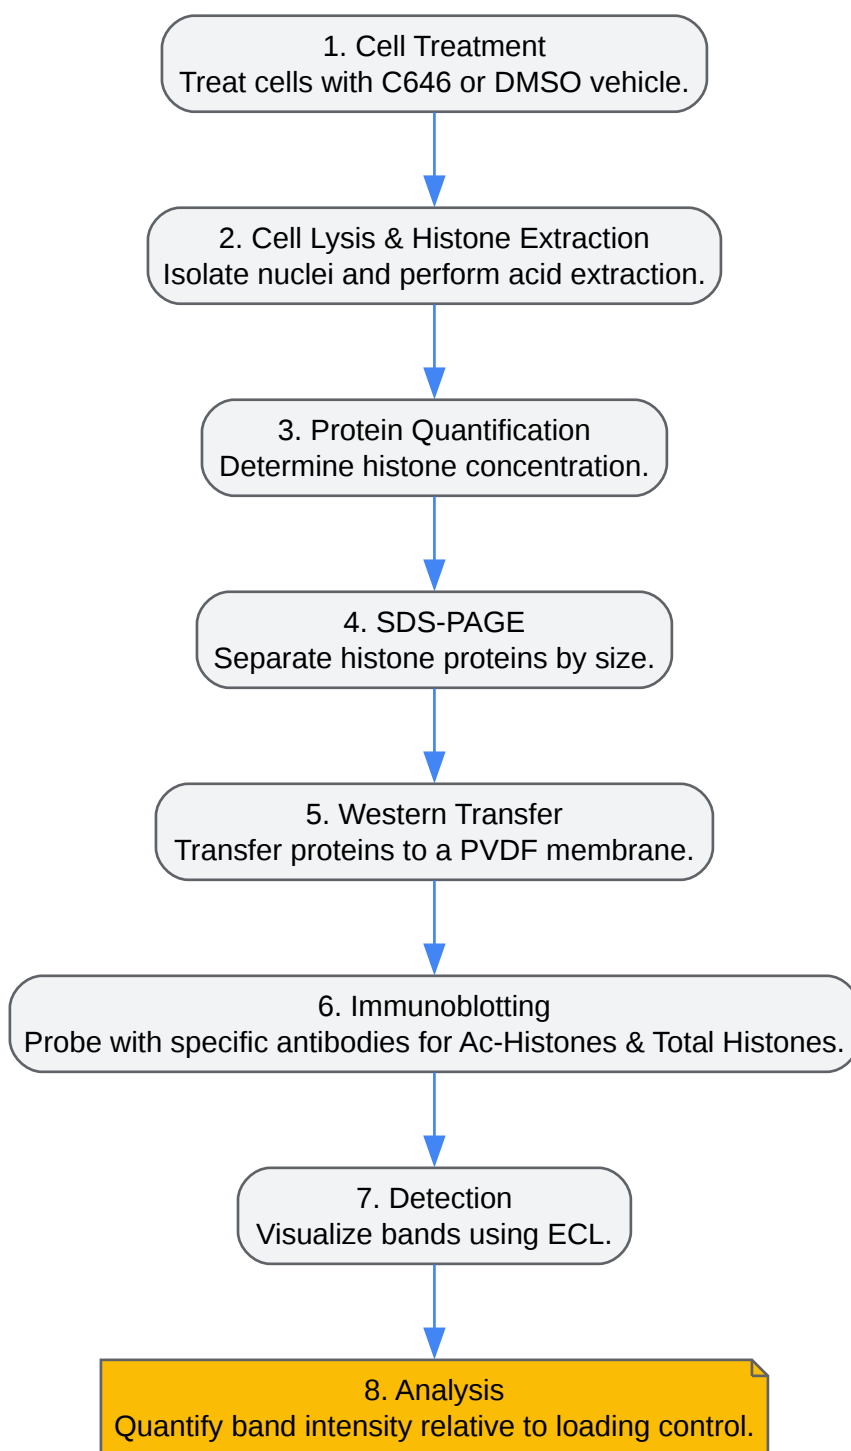 1. Cell Treatment
Treat cells with C646 or DMSO vehicle.
2. Cell Lysis & Histone Extraction
Isolate nuclei and perform acid extraction.
3. Protein Quantification
Determine histone concentration.
4. SDS-PAGE
Separate histone proteins by size.
5. Western Transfer
Transfer proteins to a PVDF membrane.
6. Immunoblotting
Probe with specific antibodies for Ac-Histones & Total Histones.
7. Detection
Visualize bands using ECL.
8. Analysis
Quantify band intensity relative to loading control.